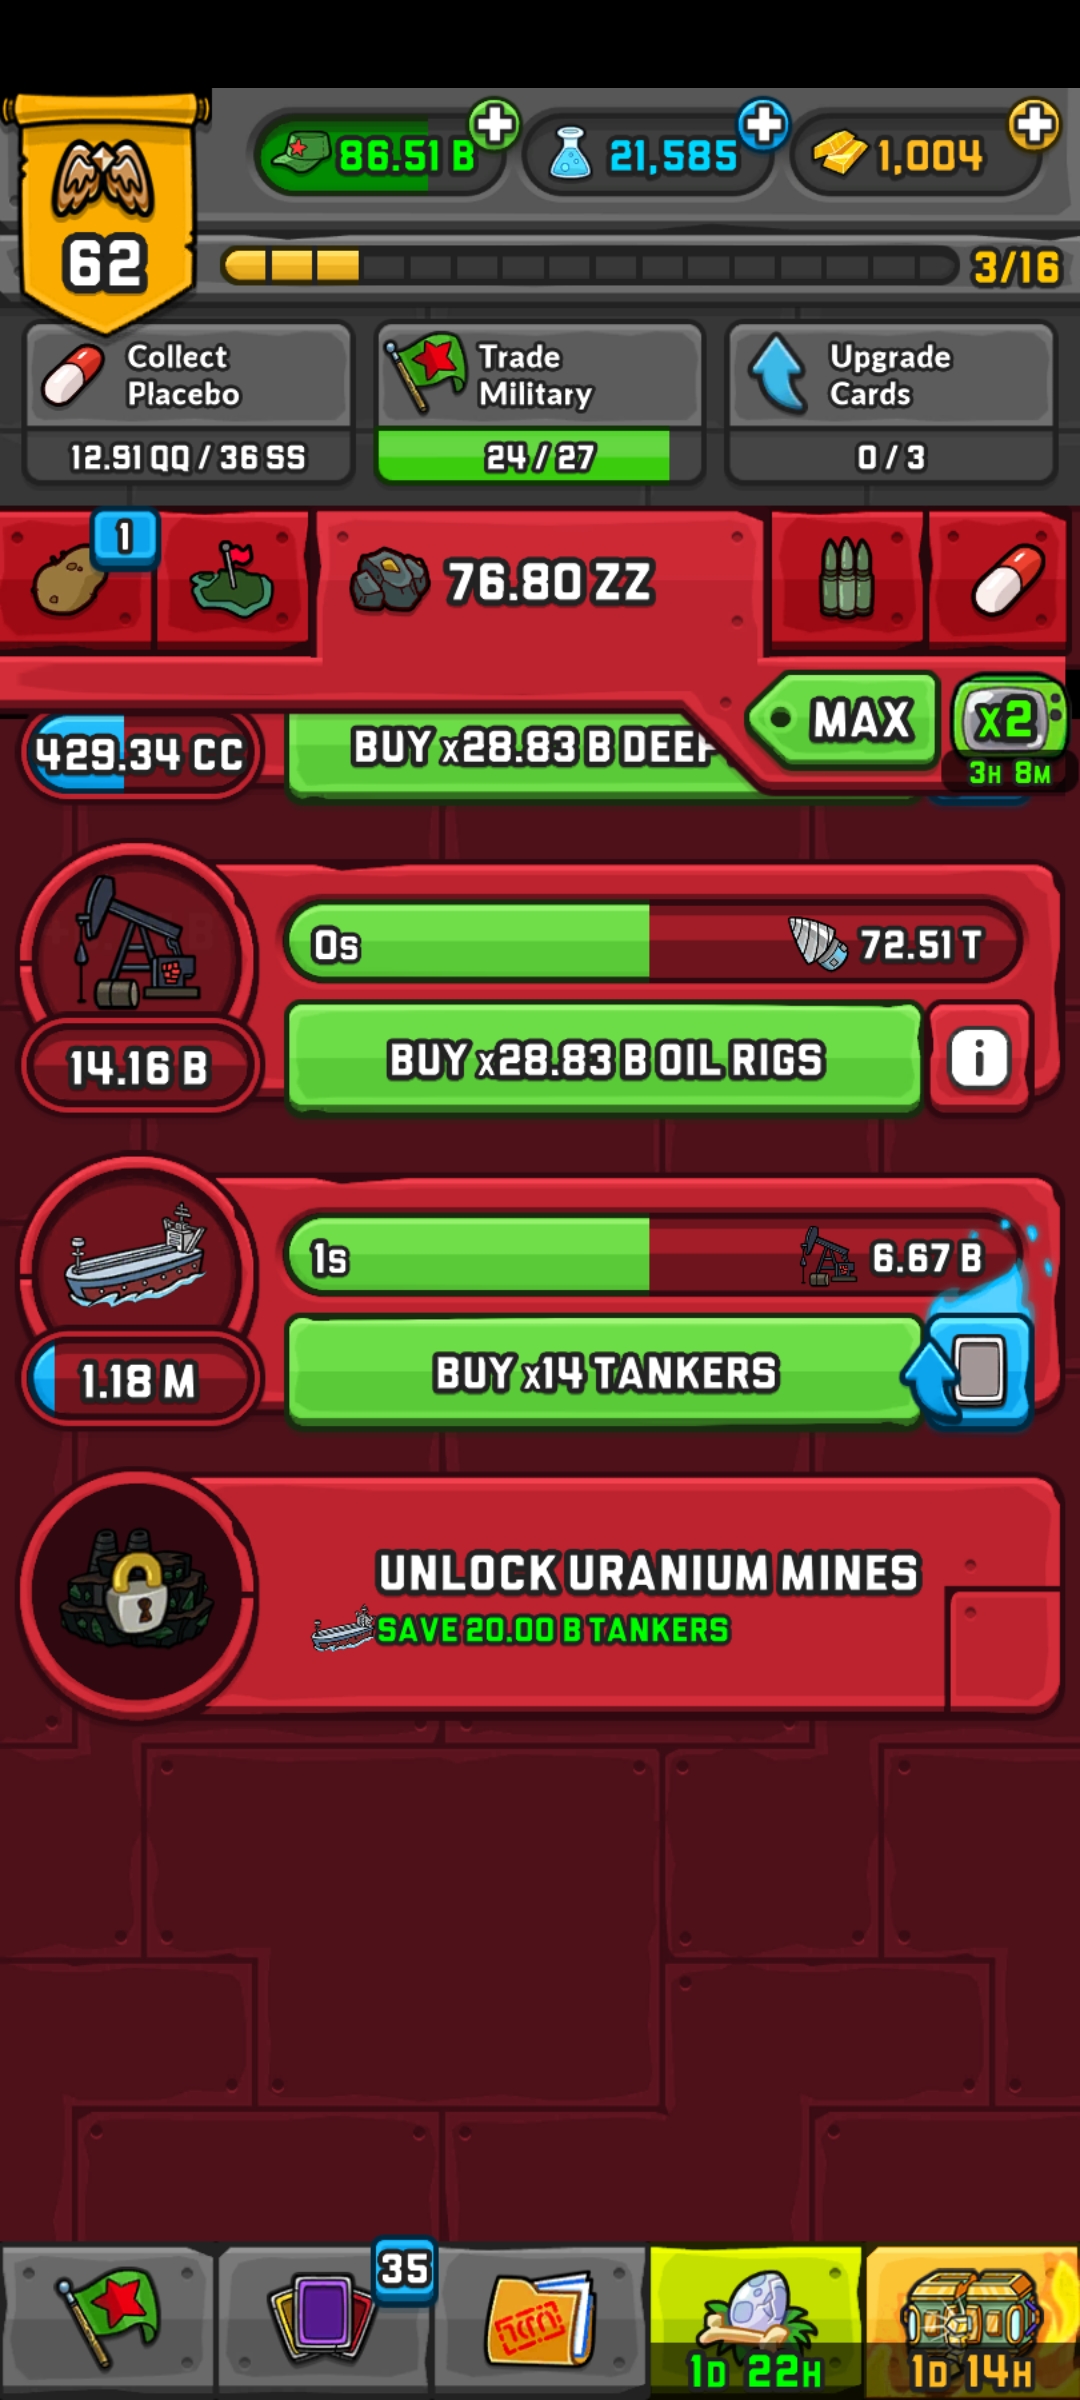 86.51 B
21,585
1,004
62
3/16
Collect
Placebo
12.91 QQ / 36 SS
Trade
Military
24 / 27
Upgrade
Cards
0 / 3
1
76.80 ZZ
MAX
x2
3H 8M
429.34 CC
BUY x28.83 B DEEP
0s
72.51 T
14.16 B
BUY x28.83 B OIL RIGS
i
1s
6.67 B
1.18 M
BUY x14 TANKERS
UNLOCK URANIUM MINES
SAVE 20.00 B TANKERS
35
1D 22H
1D 14H